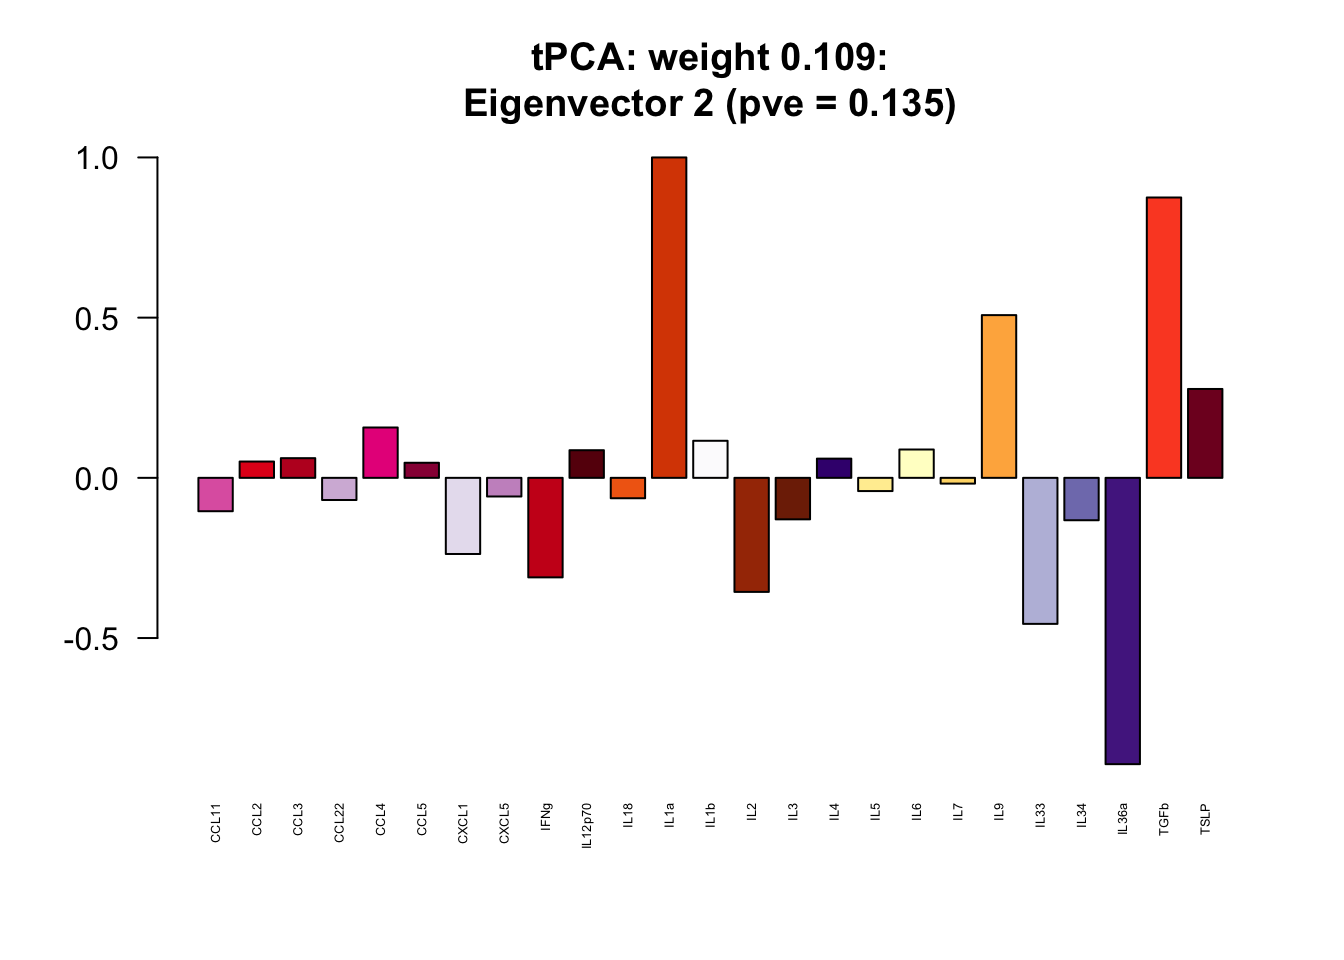 tPCA: weight 0.109:
Eigenvector 2 (pve = 0.135)
1.0
0.5
0.0
-0.5
CCL11
CCL2
CCL3
CCL22
CCL4
CCL5
CXCL1
CXCL5
IFNg
IL12p70
IL18
IL1a
IL1b
IL2
IL3
IL4
IL5
IL6
IL7
IL9
IL33
IL34
IL36a
TGFb
TSLP